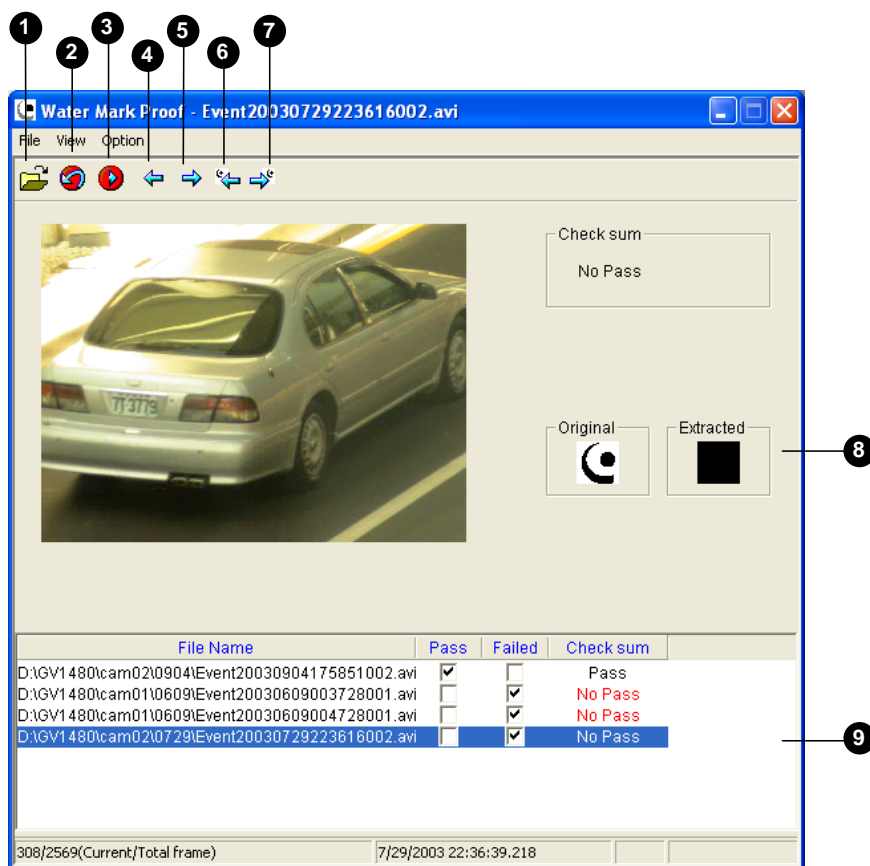 1 2 3 4 5 6 7
Water Mark Proof - Event20030729223616002.avi
File View Option
Check sum
No Pass
7T3779
Original Extracted
8
File Name Pass Failed Check sum
D:\GV1480\cam02\0904\Event20030904175851002.avi Pass
D:\GV1480\cam01\0609\Event20030609003728001.avi No Pass
D:\GV1480\cam01\0609\Event20030609004728001.avi No Pass
D:\GV1480\cam02\0729\Event20030729223616002.avi No Pass
9
308/2569(Current/Total frame) 7/29/2003 22:36:39.218